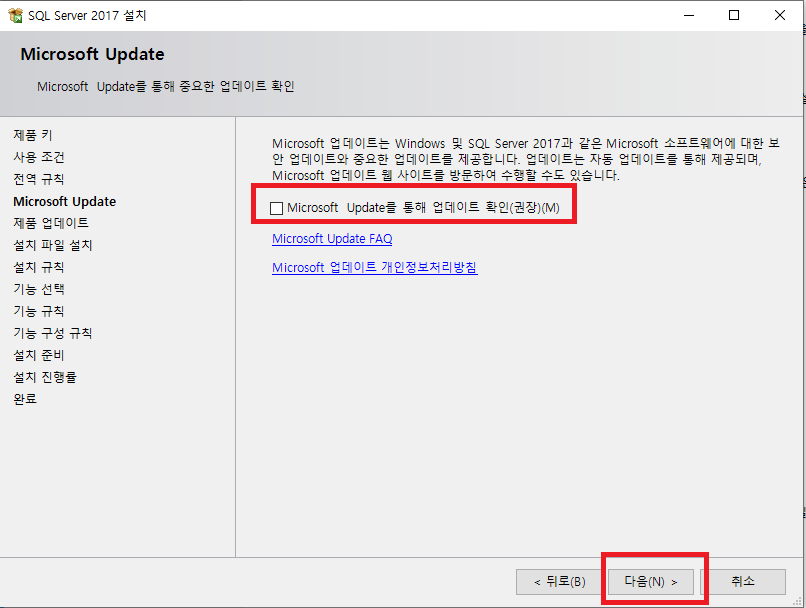 SQL Server 2017 설치
Microsoft Update
Microsoft Update를 통해 중요한 업데이트 확인
제품 키
사용 조건
전역 규칙
Microsoft Update
제품 업데이트
설치 파일 설치
설치 규칙
기능 선택
기능 규칙
기능 구성 규칙
설치 준비
설치 진행률
완료
Microsoft 업데이트는 Windows 및 SQL Server 2017과 같은 Microsoft 소프트웨어에 대한 보
안 업데이트와 중요한 업데이트를 제공합니다. 업데이트는 자동 업데이트를 통해 제공되며,
Microsoft 업데이트 웹 사이트를 방문하여 수행할 수도 있습니다.
Microsoft Update를 통해 업데이트 확인(권장)(M)
Microsoft Update FAQ
Microsoft 업데이트 개인정보처리방침
< 뒤로(B) 다음(N) > 취소